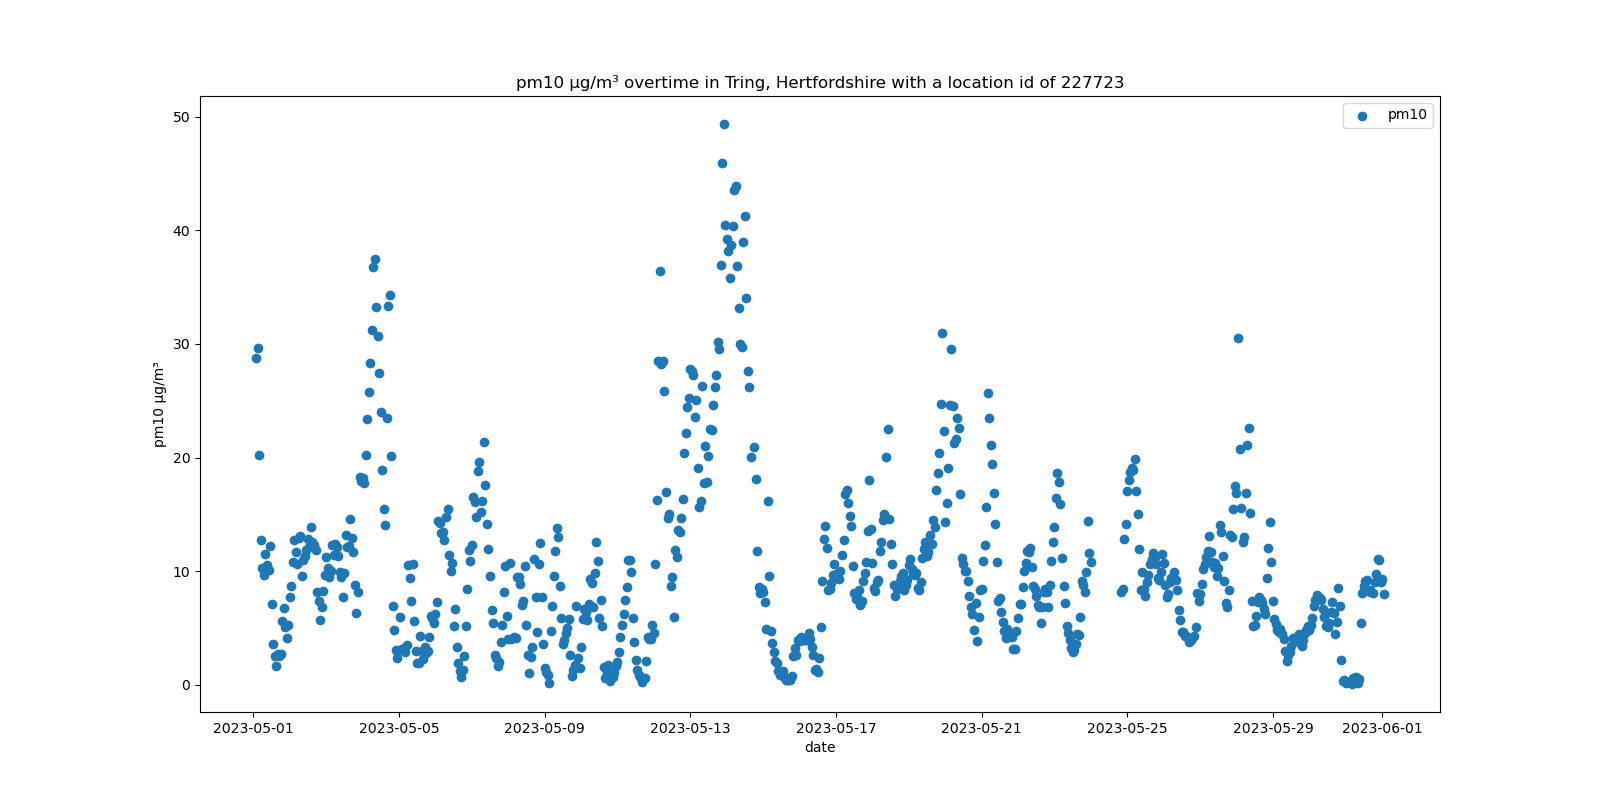 pm10 μg/m³ overtime in Tring, Hertfordshire with a location id of 227723
pm10
50
40
30
20
10
0
pm10 μg/m³
2023-05-01 2023-05-05 2023-05-09 2023-05-13 2023-05-17 2023-05-21 2023-05-25 2023-05-29 2023-06-01
date